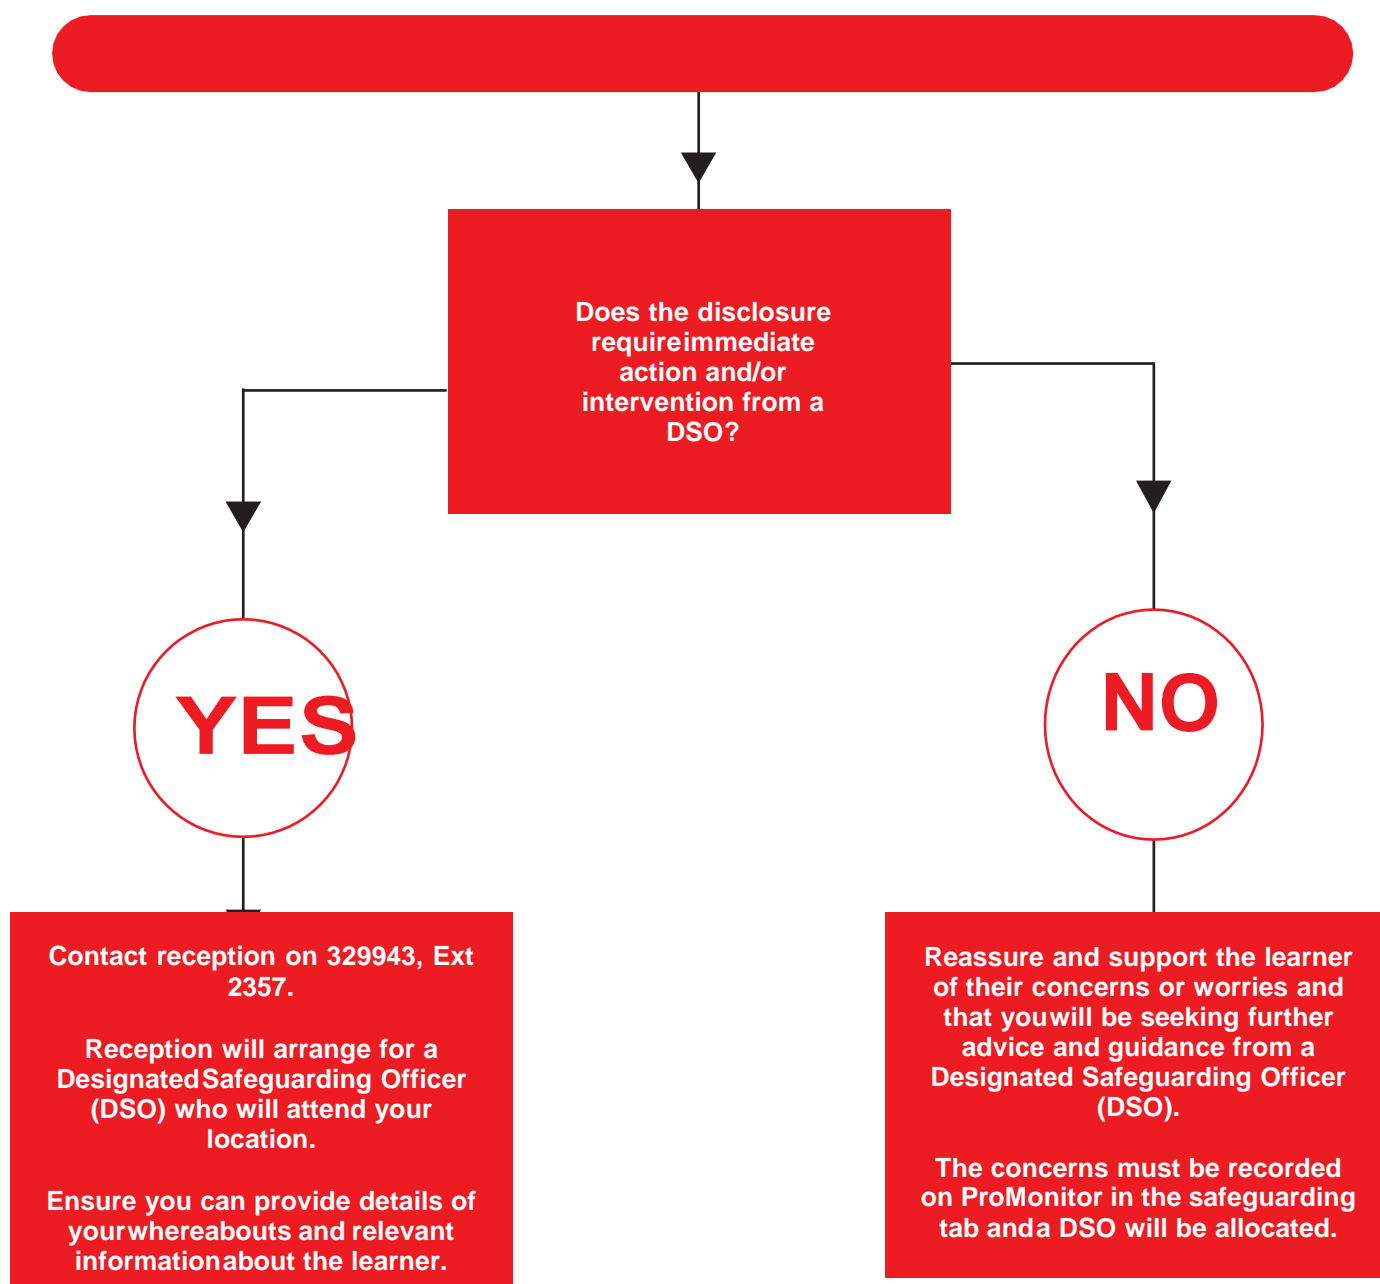 Does the disclosure
require immediate
action and/or
intervention from a
DSO?
YES
NO
Contact reception on 329943, Ext
2357.
Reception will arrange for a
Designated Safeguarding Officer
(DSO) who will attend your
location.
Ensure you can provide details of
your whereabouts and relevant
information about the learner.
Reassure and support the learner
of their concerns or worries and
that you will be seeking further
advice and guidance from a
Designated Safeguarding Officer
(DSO).
The concerns must be recorded
on ProMonitor in the safeguarding
tab and a DSO will be allocated.